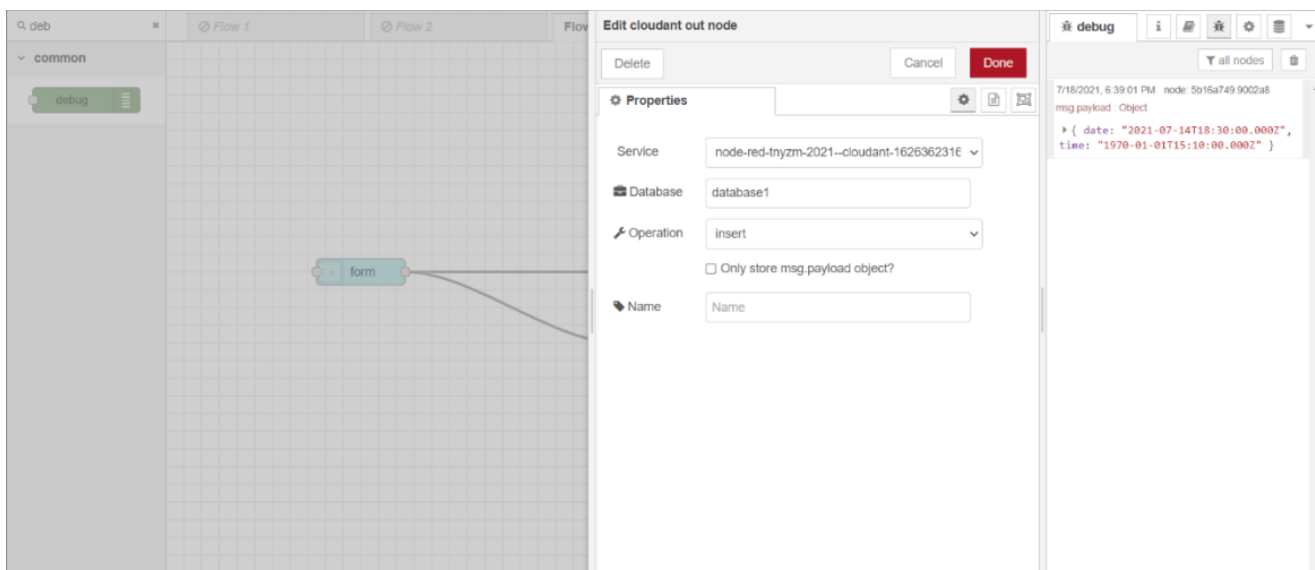 deb
Flow 1
Flow 2
Flow
Edit cloudant out node
debug
i
common
Delete
Cancel
Done
all nodes
debug
Properties
7/18/2021, 6:39:01 PM node: 5b16a749.9002a8
msg.payload : Object
{ date: "2021-07-14T18:30:00.000Z",
time: "1970-01-01T15:10:00.000Z" }
Service
node-red-tnyzm-2021--cloudant-1626362316
Database
database1
Operation
insert
form
Only store msg.payload object?
Name
Name